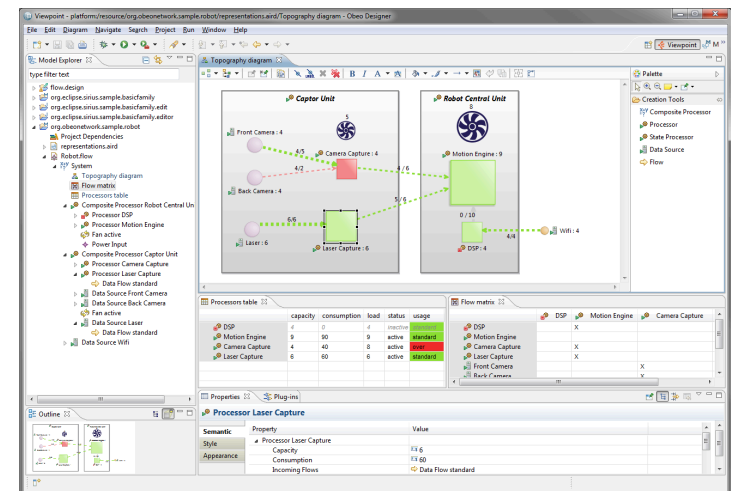 Viewpoint - platform:/resource/org.obeonetwork.sample.robot/representations.aird/Topography diagram - Obeo Designer
File Edit Diagram Navigate Search Project Run Window Help
Viewpoint
Model Explorer
type filter text
flow.design
org.eclipse.sirius.sample.basicfamily
org.eclipse.sirius.sample.basicfamily.edit
org.eclipse.sirius.sample.basicfamily.editor
org.obeonetwork.sample.robot
Project Dependencies
representations.aird
Robot.flow
System
Topography diagram
Flow matrix
Processors table
Composite Processor Robot Central Un
Processor DSP
Processor Motion Engine
Fan active
Power Input
Composite Processor Captor Unit
Processor Camera Capture
Processor Laser Capture
Data Flow standard
Data Source Front Camera
Data Source Back Camera
Fan active
Data Source Laser
Data Flow standard
Data Source Wifi
Outline
Topography diagram
Captor Unit
5
Front Camera : 4
4/5
Camera Capture : 4
4/2
Back Camera : 4
4 / 6
5/6
6/6
Laser : 6
Laser Capture : 6
Robot Central Unit
8
Motion Engine : 9
0 / 10
4/4
DSP : 4
Wifi : 4
Palette
Creation Tools
Composite Processor
Processor
State Processor
Data Source
Flow
Processors table
capacity consumption load status usage
DSP 4 0 4 inactive standard
Motion Engine 9 90 9 active standard
Camera Capture 4 40 8 active over
Laser Capture 6 60 6 active standard
Flow matrix
DSP Motion Engine Camera Capture
DSP X
Motion Engine
Camera Capture X
Laser Capture X
Front Camera X
Back Camera X
Properties Plug-ins
Processor Laser Capture
Semantic
Style
Appearance
Property Value
Processor Laser Capture
Capacity 6
Consumption 60
Incoming Flows Data Flow standard